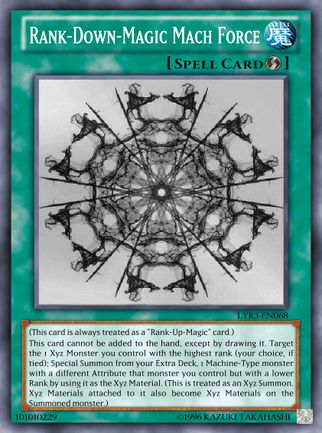 Rank-Down-Magic Mach Force
魔
[Spell Card]
LYR3-EN068
(This card is always treated as a "Rank-Up-Magic" card.)
This card cannot be added to the hand, except by drawing it. Target
the 1 Xyz Monster you control with the highest rank (your choice, if
tied); Special Summon from your Extra Deck, 1 Machine-Type monster
with a different Attribute that monster you control but with a lower
Rank by using it as the Xyz Material. (This is treated as an Xyz Summon.
Xyz Materials attached to it also become Xyz Materials on the
Summoned monster.)
101010229
©1996 KAZUKI TAKAHASHI